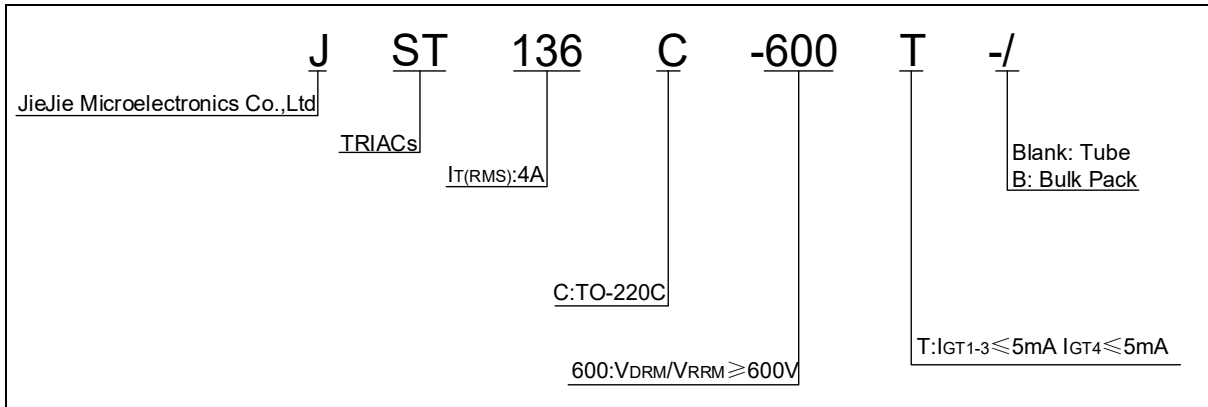 J ST 136 C -600 T -/
JieJie Microelectronics Co.,Ltd
TRIACs
IT(RMS):4A
Blank: Tube
B: Bulk Pack
C:TO-220C
T:IGT1-3≤5mA IGT4≤5mA
600:VDRM/VRRM≥600V